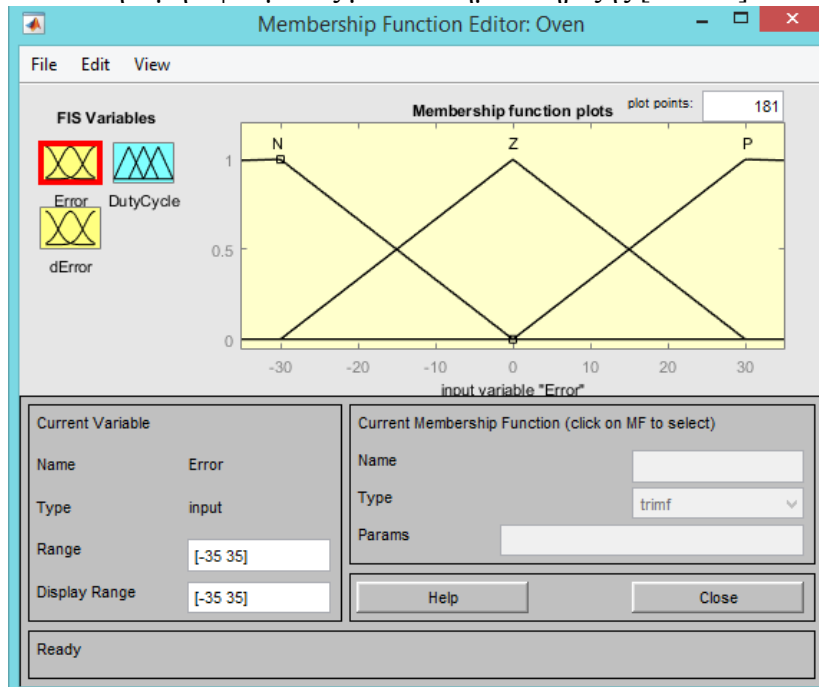 Membership Function Editor: Oven
File Edit View
FIS Variables
Error DutyCycle
dError
Membership function plots plot points: 181
N Z P
1
0.5
0
-30 -20 -10 0 10 20 30
input variable "Error"
Current Variable
Name Error
Type input
Range [-35 35]
Display Range [-35 35]
Current Membership Function (click on MF to select)
Name
Type trimf
Params
Help Close
Ready